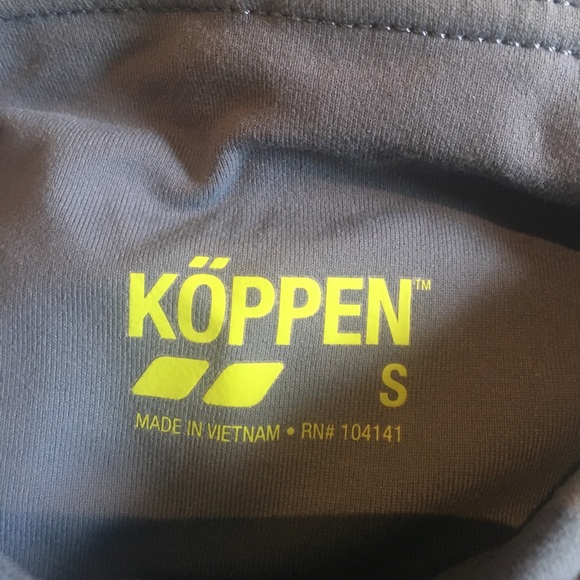 KÖPPEN™
S
MADE IN VIETNAM • RN# 104141